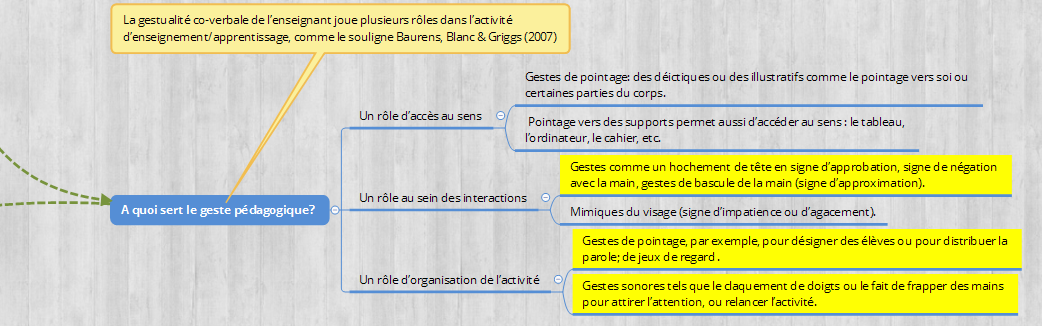 La gestualité co-verbale de l'enseignant joue plusieurs rôles dans l'activité
d'enseignement/apprentissage, comme le souligne Baurens, Blanc & Griggs (2007)
Gestes de pointage: des déictiques ou des illustratifs comme le pointage vers soi ou
certaines parties du corps.
Un rôle d'accès au sens
Pointage vers des supports permet aussi d'accéder au sens : le tableau,
l'ordinateur, le cahier, etc.
Gestes comme un hochement de tête en signe d'approbation, signe de négation
avec la main, gestes de bascule de la main (signe d'approximation).
Un rôle au sein des interactions
A quoi sert le geste pédagogique?
Mimiques du visage (signe d'impatience ou d'agacement).
Gestes de pointage, par exemple, pour désigner des élèves ou pour distribuer la
parole; de jeux de regard .
Un rôle d'organisation de l'activité
Gestes sonores tels que le claquement de doigts ou le fait de frapper des mains
pour attirer l'attention, ou relancer l'activité.